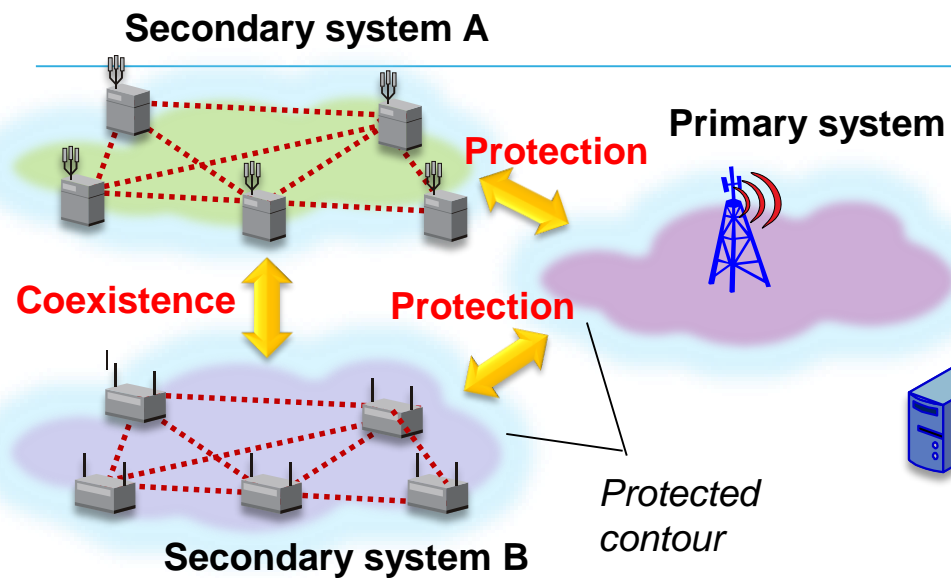 Secondary system A
Primary system
Protection
Coexistence
Protection
Protected
contour
Secondary system B